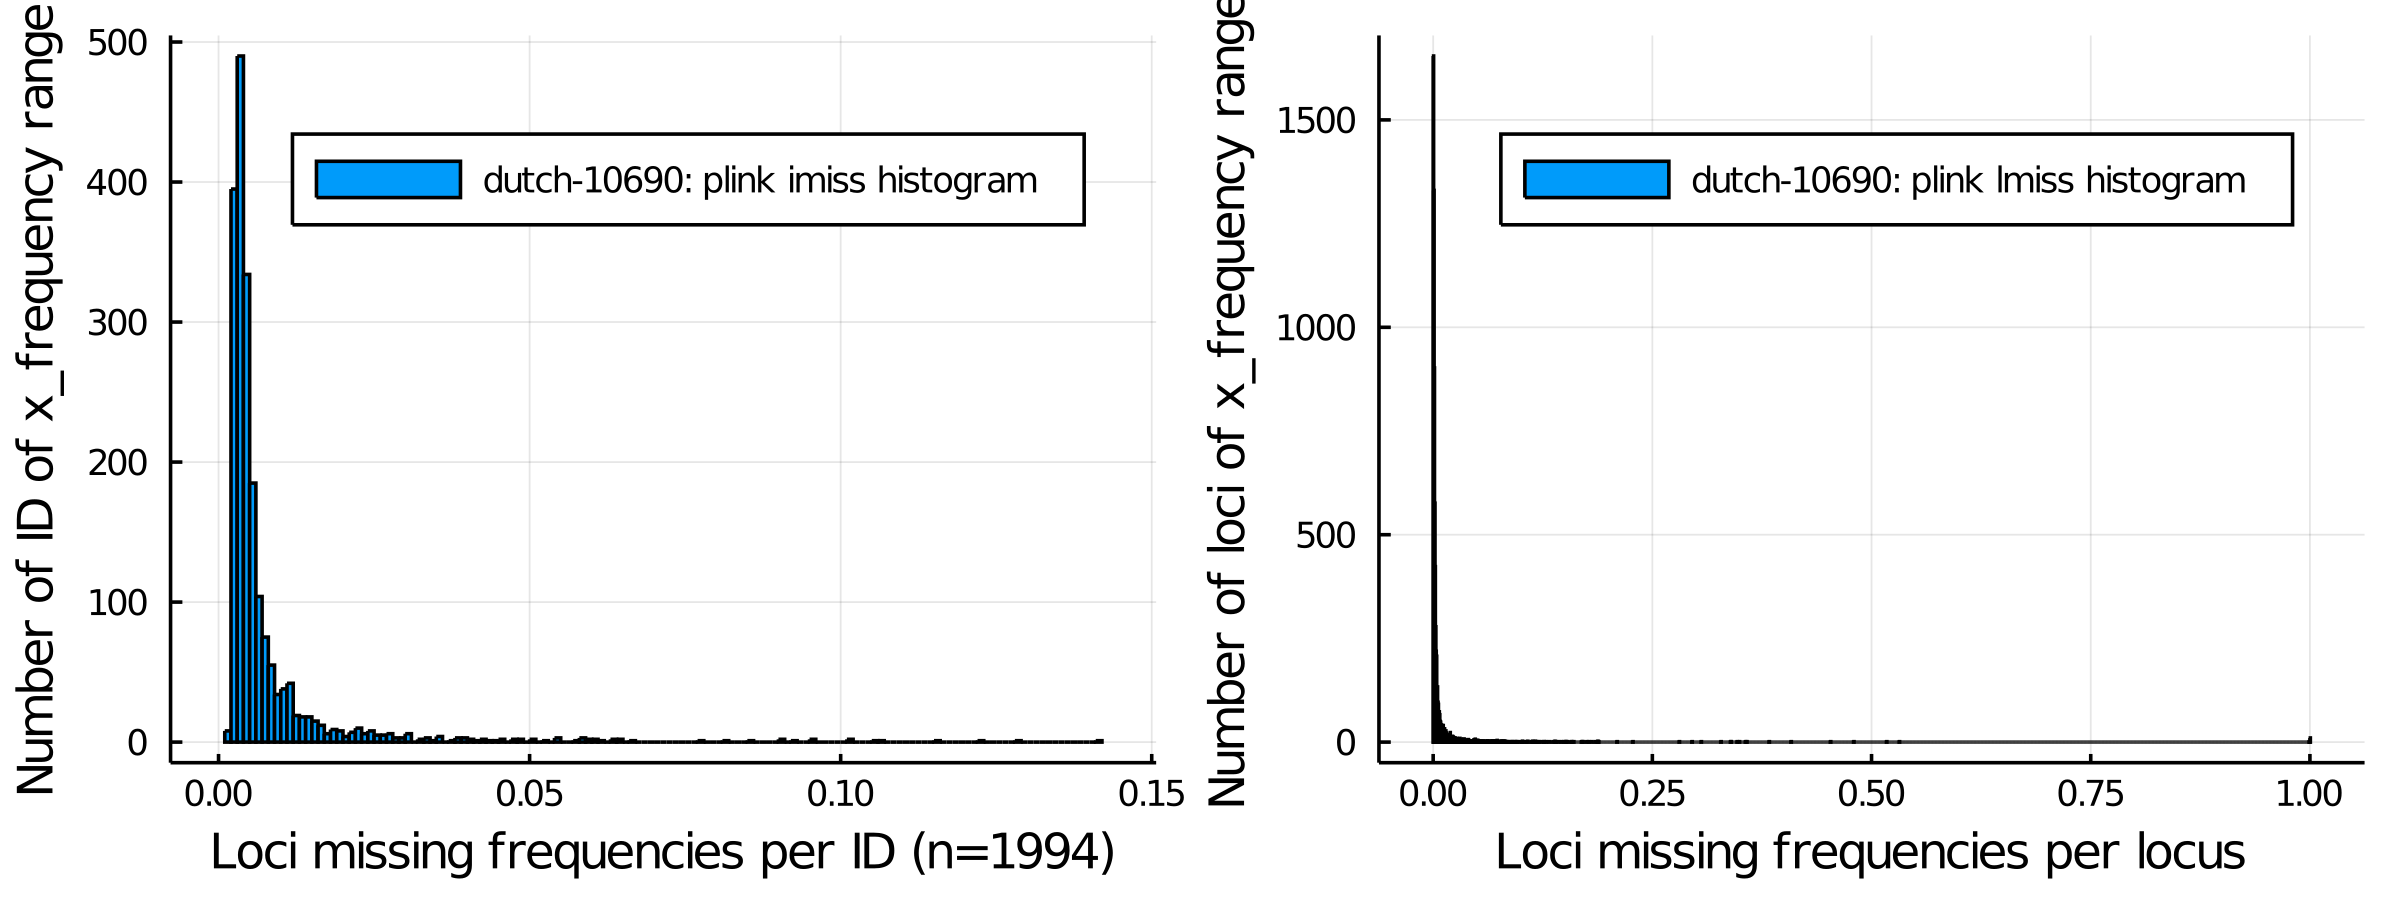 Number of ID of x_frequency range
500
400
300
200
100
0
dutch-10690: plink imiss histogram
0.00 0.05 0.10 0.15
Loci missing frequencies per ID (n=1994)
Number of loci of x_frequency range
1500
1000
500
0
dutch-10690: plink lmiss histogram
0.00 0.25 0.50 0.75 1.00
Loci missing frequencies per locus